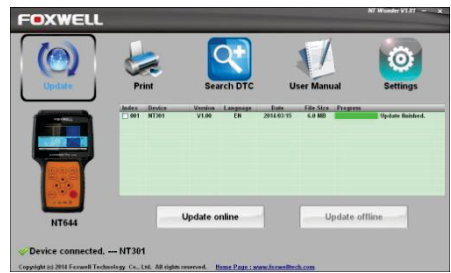 NT Wonder V1.01
FOXWELL
Update Print Search DTC User Manual Settings
Index Device Version Language Date File Size Progress
001 NT301 V1.00 EN 2014/03/15 6.0 MB Update finished.
FOXWELL
NT644
Update online Update offline
Device connected. --- NT301
Copyright (c) 2014 Foxwell Technology Co., Ltd. All rights reserved. Home Page : www.foxwelltech.com